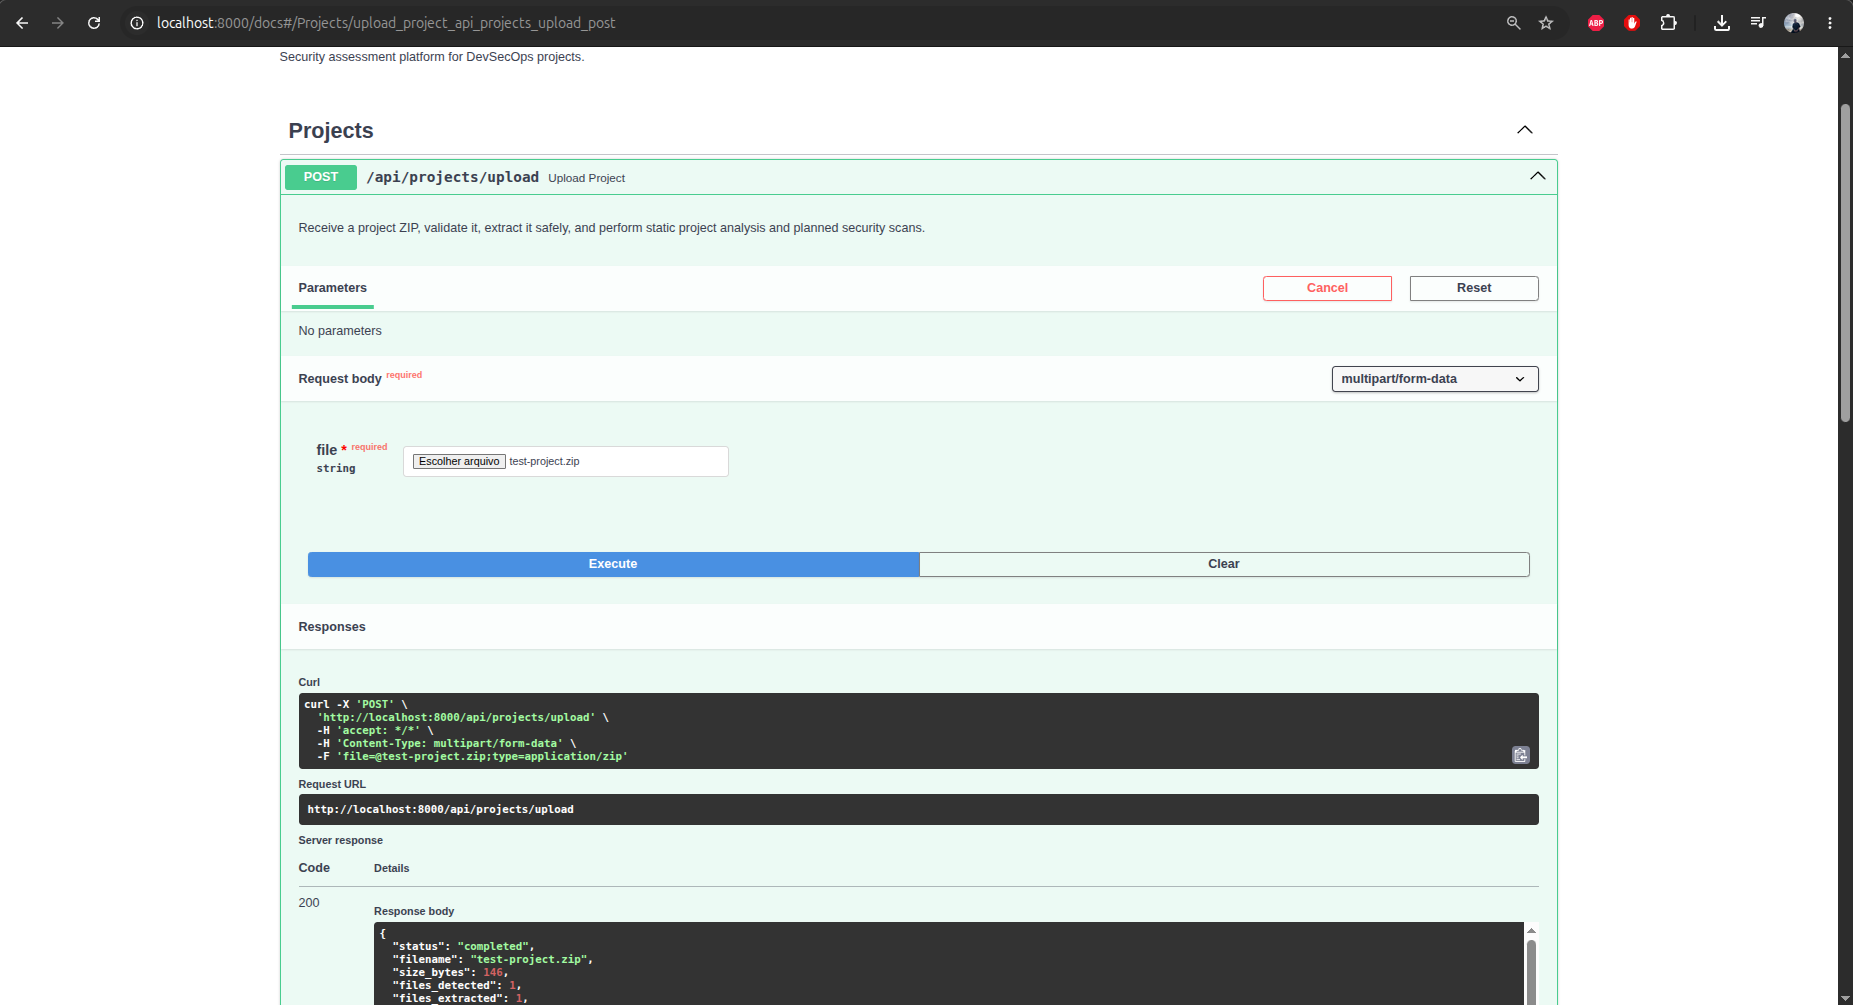 localhost:8000/docs#/Projects/upload_project_api_projects_upload_post
ABP
Security assessment platform for DevSecOps projects.
Projects
POST /api/projects/upload Upload Project
Receive a project ZIP, validate it, extract it safely, and perform static project analysis and planned security scans.
Parameters
Cancel
Reset
No parameters
Request body required
multipart/form-data
file * required
string
Escolher arquivo test-project.zip
Execute
Clear
Responses
Curl
curl -X 'POST' \
  'http://localhost:8000/api/projects/upload' \
  -H 'accept: */*' \
  -H 'Content-Type: multipart/form-data' \
  -F 'file=@test-project.zip;type=application/zip'
Request URL
http://localhost:8000/api/projects/upload
Server response
Code Details
200
Response body
{
  "status": "completed",
  "filename": "test-project.zip",
  "size_bytes": 146,
  "files_detected": 1,
  "files_extracted": 1,